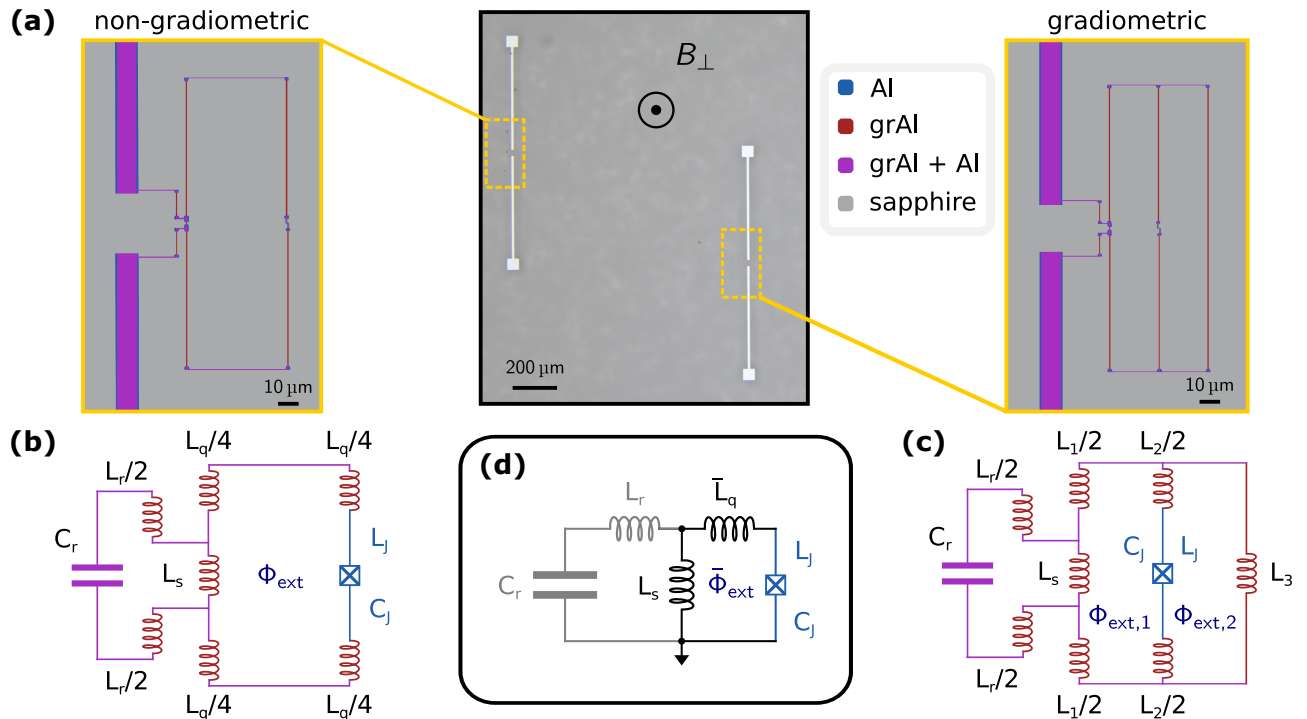 (a)
non-gradiometric
10 μm
B⊥
200 μm
gradiometric
10 μm
Al
grAl
grAl + Al
sapphire
(b)
Lq/4
Lq/4
Lr/2
Cr
Ls
Φext
LJ
CJ
Lr/2
Lq/4
Lq/4
(d)
Lr
L̄q
Cr
Ls
Φ̄ext
LJ
CJ
(c)
L1/2
L2/2
Lr/2
Cr
Ls
CJ
LJ
L3
Φext,1
Φext,2
Lr/2
L1/2
L2/2